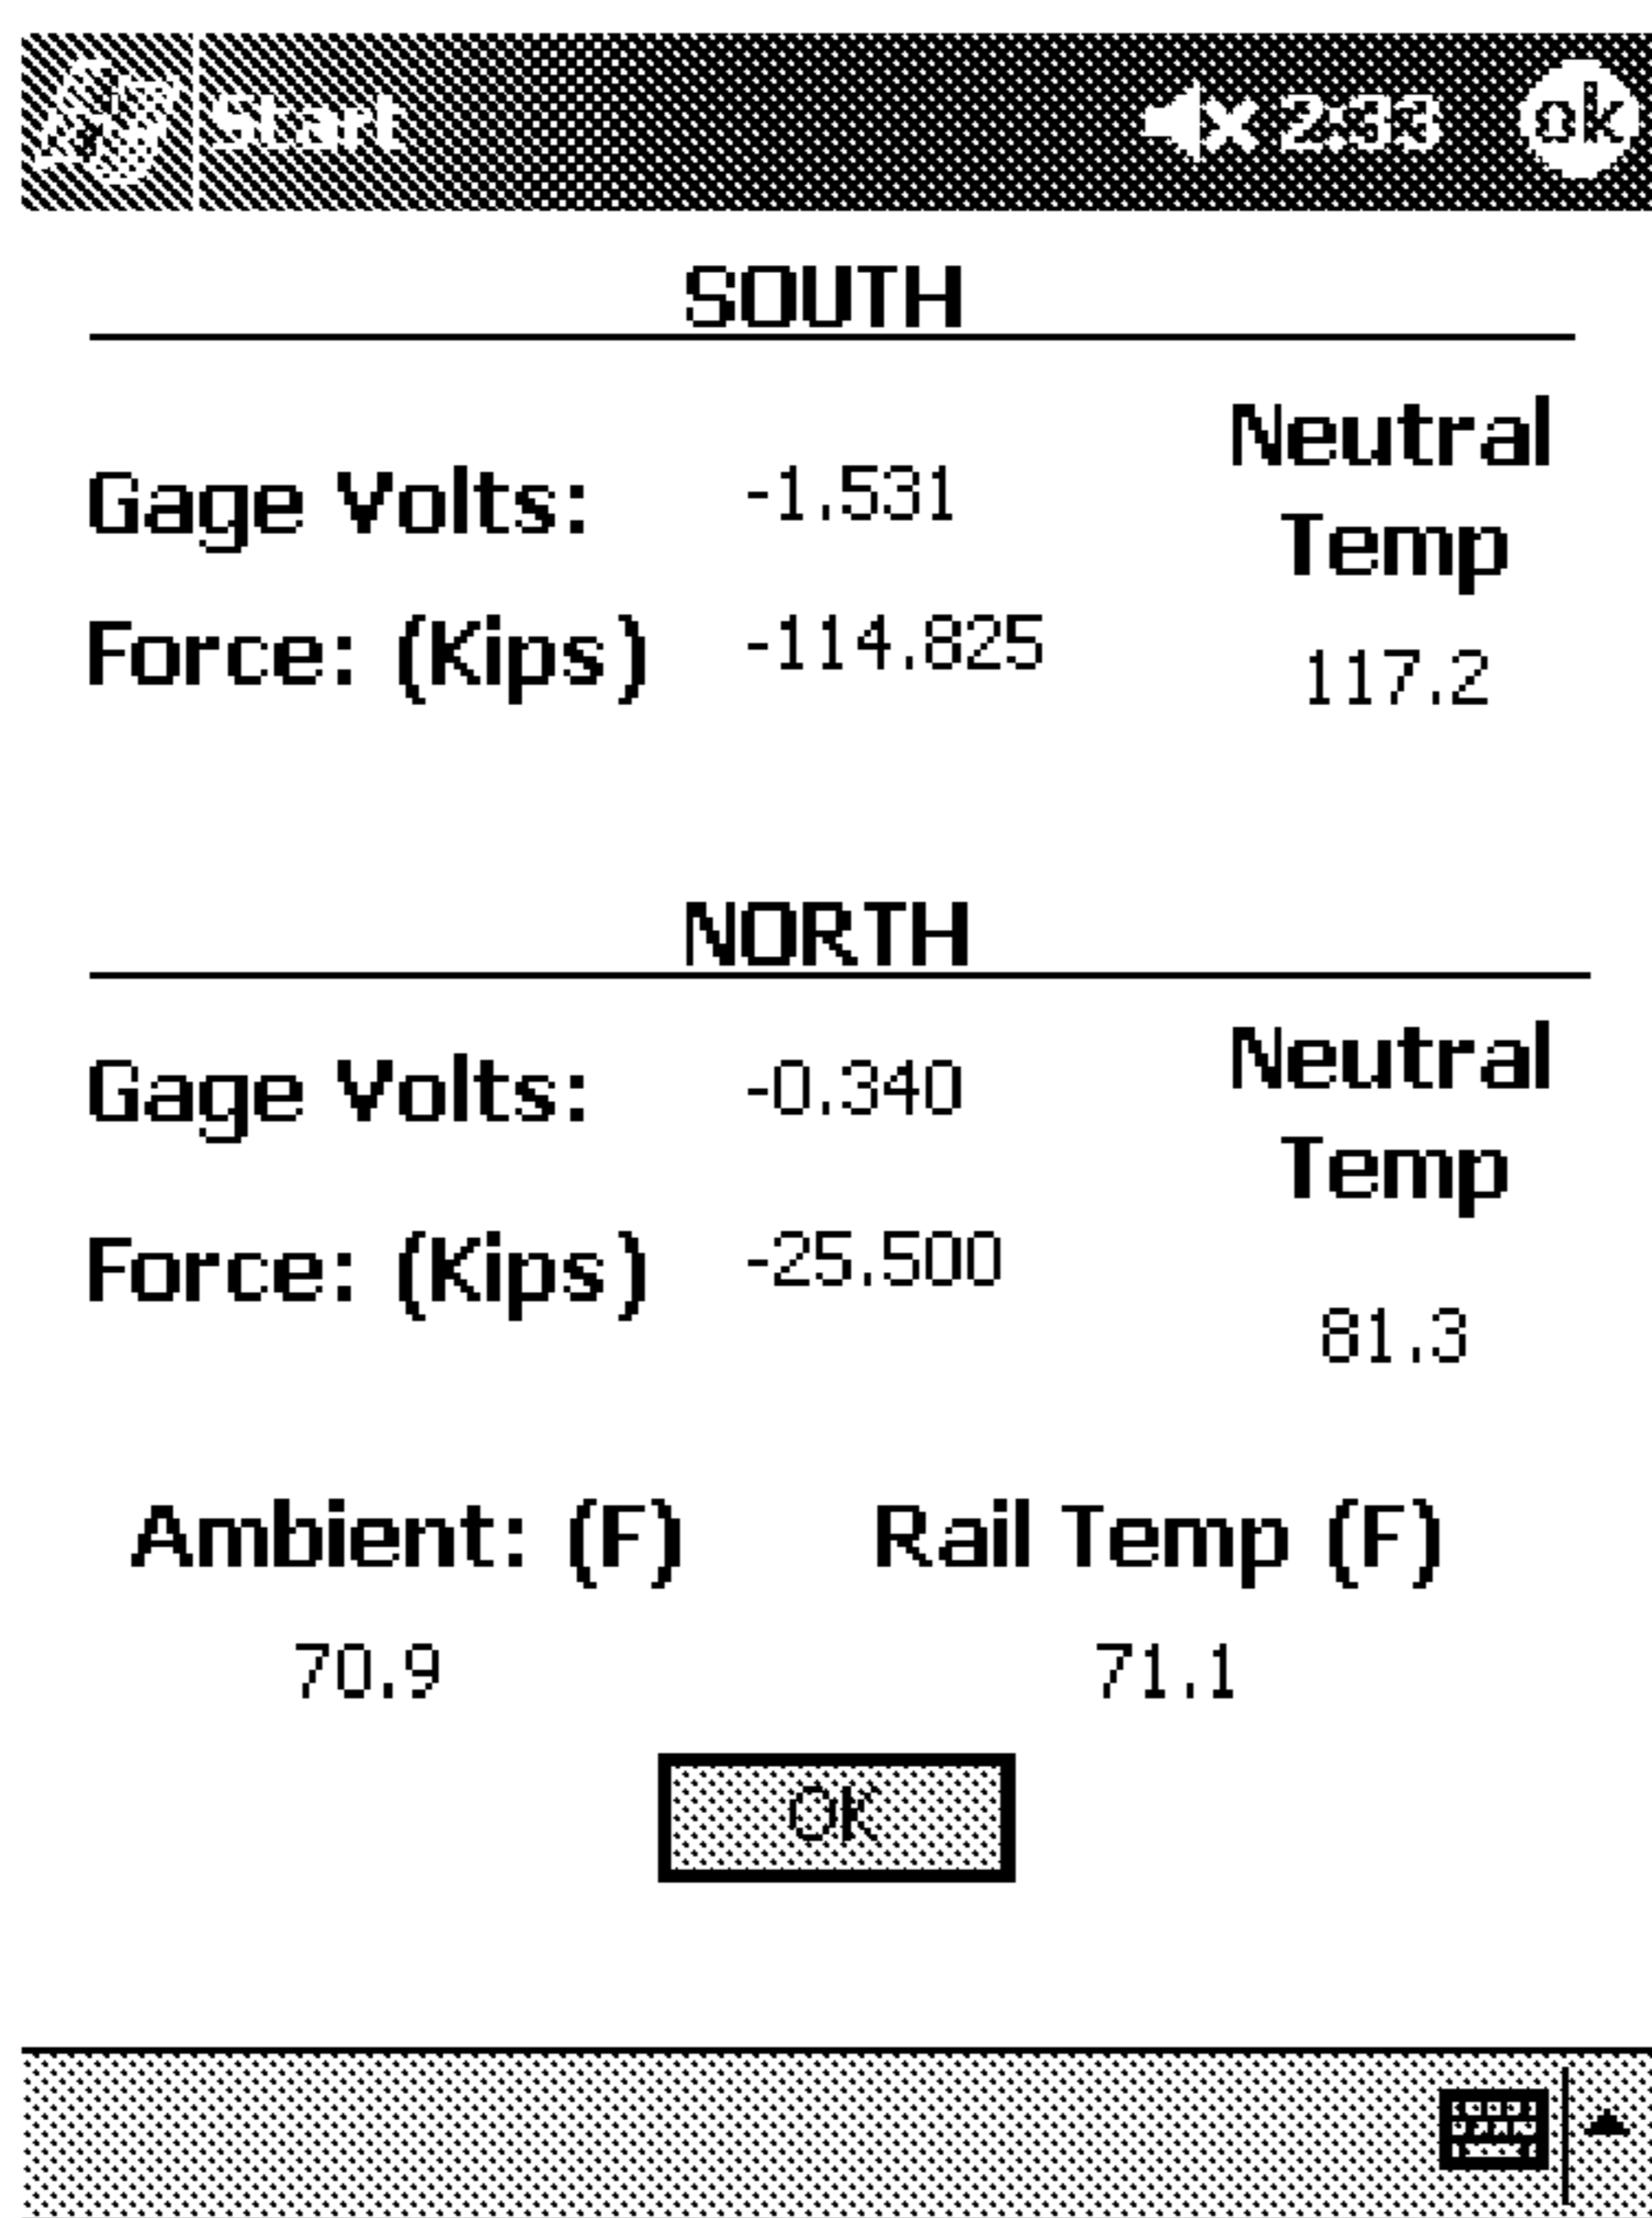 start 2:33 ok
SOUTH
Gage Volts: -1.531
Force: (Kips) -114.825
Neutral
Temp
117.2
NORTH
Gage Volts: -0.340
Force: (Kips) -25.500
Neutral
Temp
81.3
Ambient: (F) Rail Temp (F)
70.9 71.1
OK